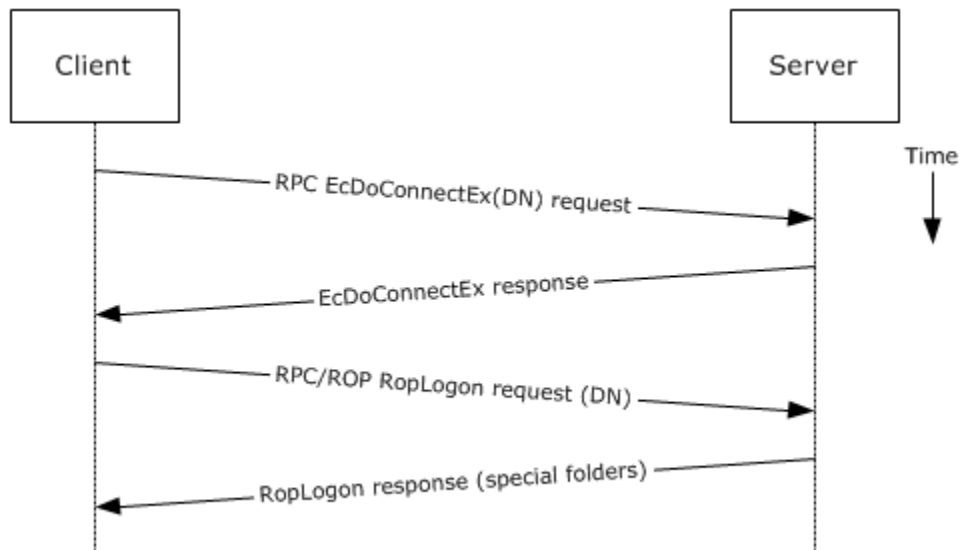 Client
Server
Time
RPC EcDoConnectEx(DN) request
EcDoConnectEx response
RPC/ROP RopLogon request (DN)
RopLogon response (special folders)